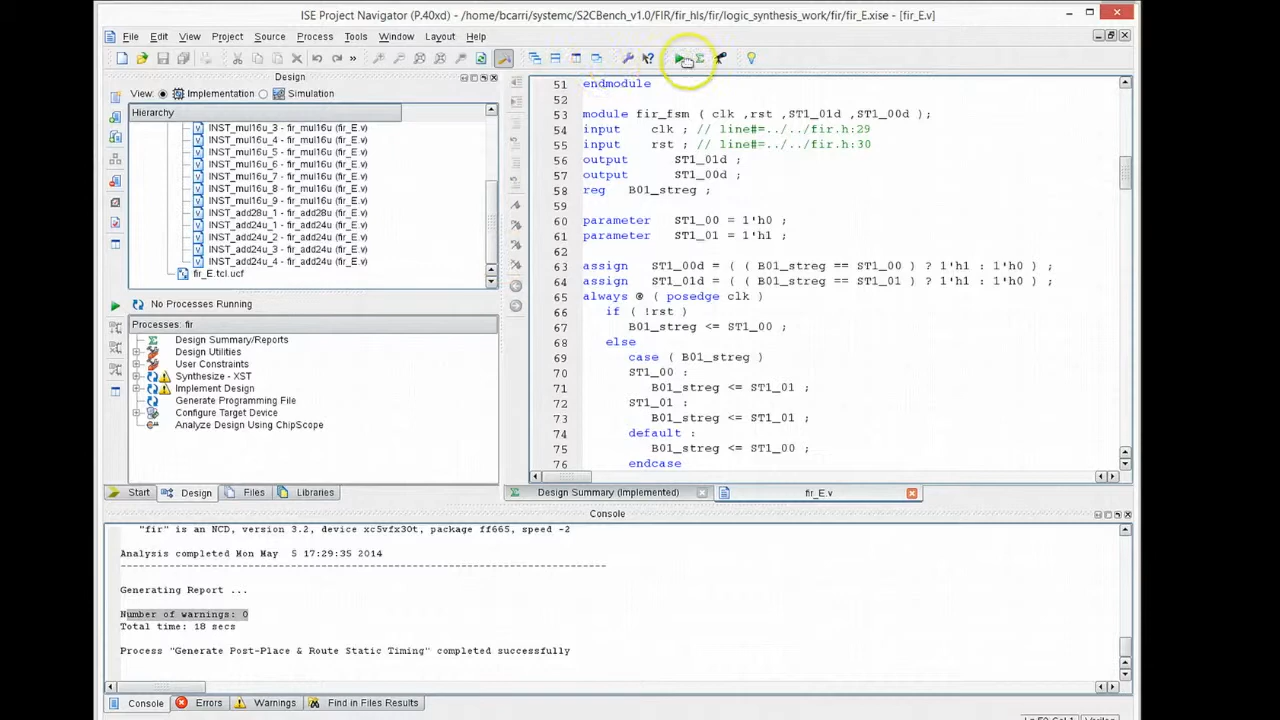 ISE Project Navigator (P.40xd) - /home/bcarri/systemc/S2CBench_v1.0/FIR/fir_hls/fir/logic_synthesis_work/fir/fir_E.xise - [fir_E.v]
File Edit View Project Source Process Tools Window Layout Help
Design
View: Implementation Simulation
Hierarchy
INST_mul16u_3 - fir_mul16u (fir_E.v)
INST_mul16u_4 - fir_mul16u (fir_E.v)
INST_mul16u_5 - fir_mul16u (fir_E.v)
INST_mul16u_6 - fir_mul16u (fir_E.v)
INST_mul16u_7 - fir_mul16u (fir_E.v)
INST_mul16u_8 - fir_mul16u (fir_E.v)
INST_mul16u_9 - fir_mul16u (fir_E.v)
INST_add28u_1 - fir_add28u (fir_E.v)
INST_add24u_1 - fir_add24u (fir_E.v)
INST_add24u_2 - fir_add24u (fir_E.v)
INST_add24u_3 - fir_add24u (fir_E.v)
INST_add24u_4 - fir_add24u (fir_E.v)
fir_E.tcl.ucf
No Processes Running
Processes: fir
Design Summary/Reports
Design Utilities
User Constraints
Synthesize - XST
Implement Design
Generate Programming File
Configure Target Device
Analyze Design Using ChipScope
Start Design Files Libraries
51 endmodule
52
53 module fir_fsm ( clk ,rst ,ST1_01d ,ST1_00d );
54 input clk ; // line#=../../fir.h:29
55 input rst ; // line#=../../fir.h:30
56 output ST1_01d ;
57 output ST1_00d ;
58 reg B01_streg ;
59
60 parameter ST1_00 = 1'h0 ;
61 parameter ST1_01 = 1'h1 ;
62
63 assign ST1_00d = ( ( B01_streg == ST1_00 ) ? 1'h1 : 1'h0 ) ;
64 assign ST1_01d = ( ( B01_streg == ST1_01 ) ? 1'h1 : 1'h0 ) ;
65 always @ ( posedge clk )
66 if ( !rst )
67 B01_streg <= ST1_00 ;
68 else
69 case ( B01_streg )
70 ST1_00 :
71 B01_streg <= ST1_01 ;
72 ST1_01 :
73 B01_streg <= ST1_01 ;
74 default :
75 B01_streg <= ST1_00 ;
76 endcase
Design Summary (Implemented) fir_E.v
Console
"fir" is an NCD, version 3.2, device xc5vfx30t, package ff665, speed -2
Analysis completed Mon May 5 17:29:35 2014
--------------------------------------------------------------------------------
Generating Report ...
Number of warnings: 0
Total time: 18 secs
Process "Generate Post-Place & Route Static Timing" completed successfully
Console Errors Warnings Find in Files Results